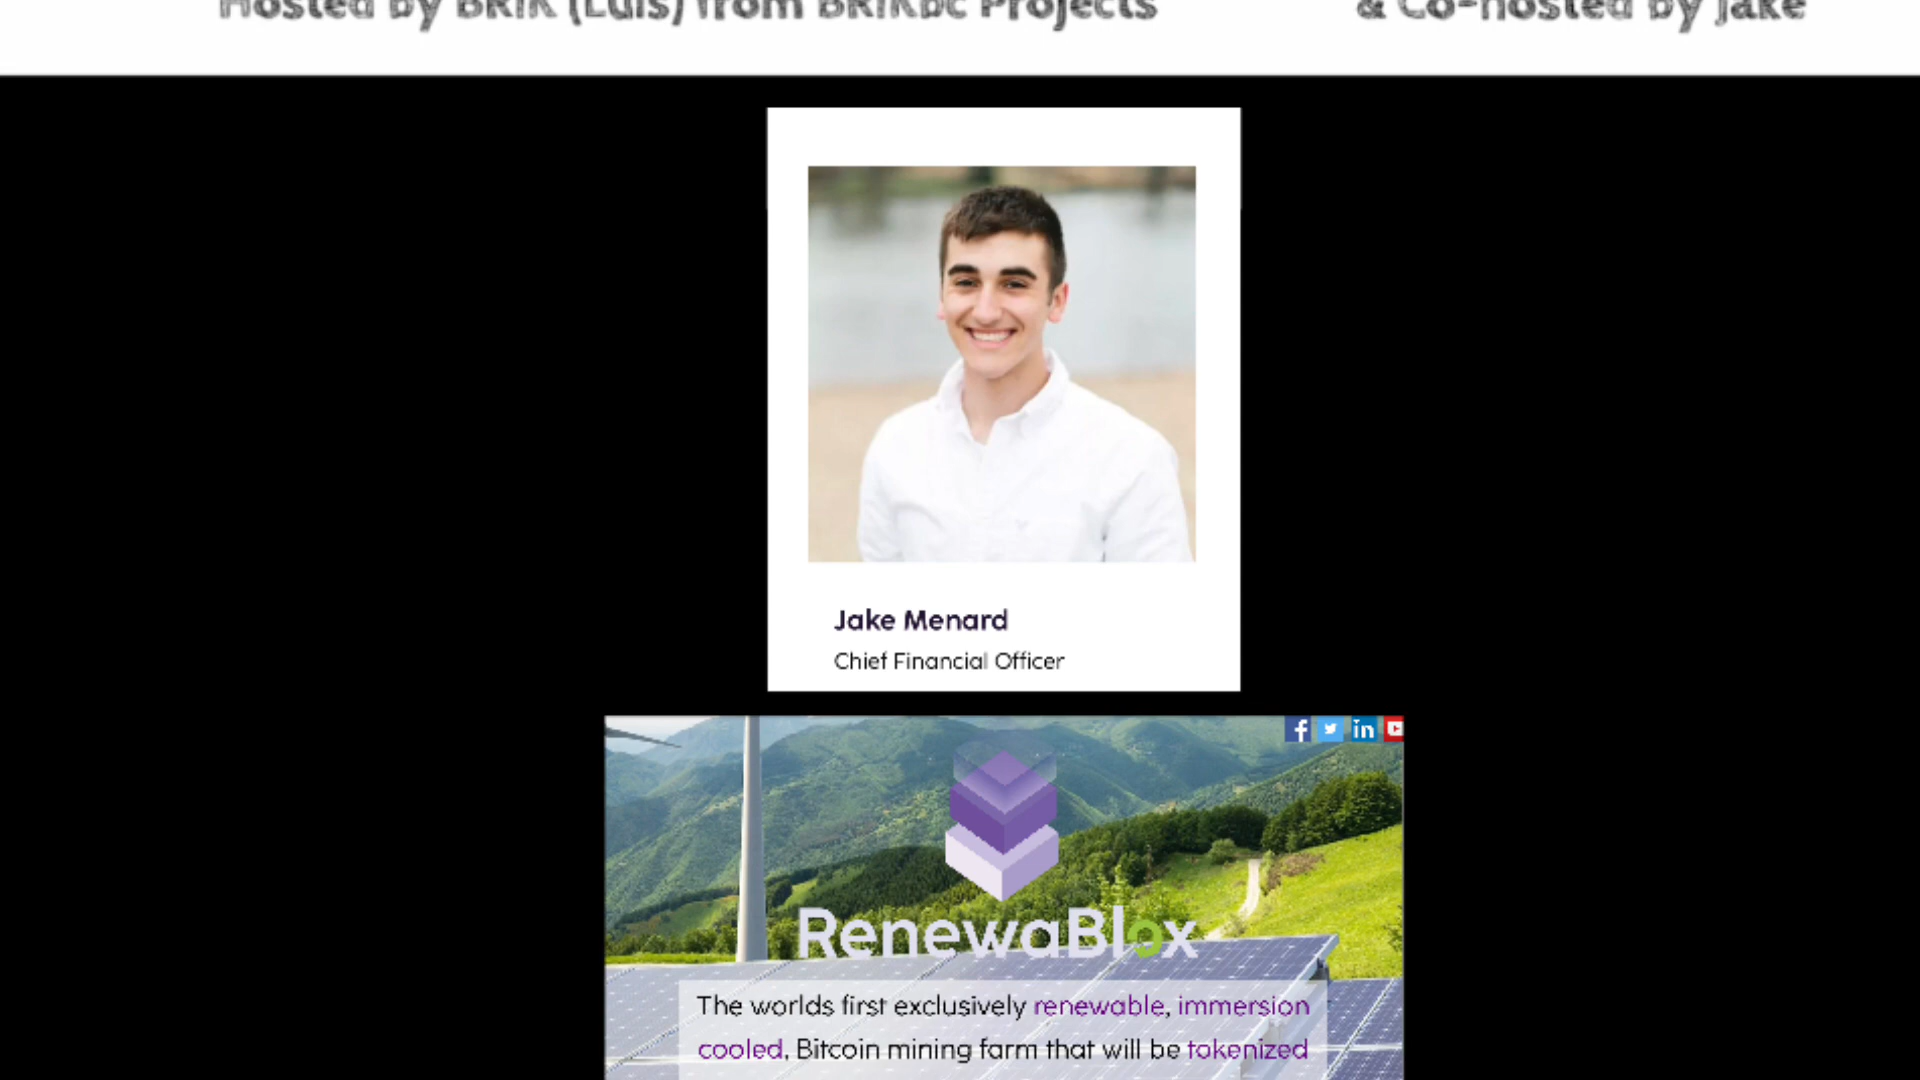 Hosted by BRIK (Luis) from BRIKbc Projects & Co-hosted by Jake
Jake Menard
Chief Financial Officer
RenewaBlox
The worlds first exclusively renewable, immersion
cooled, Bitcoin mining farm that will be tokenized